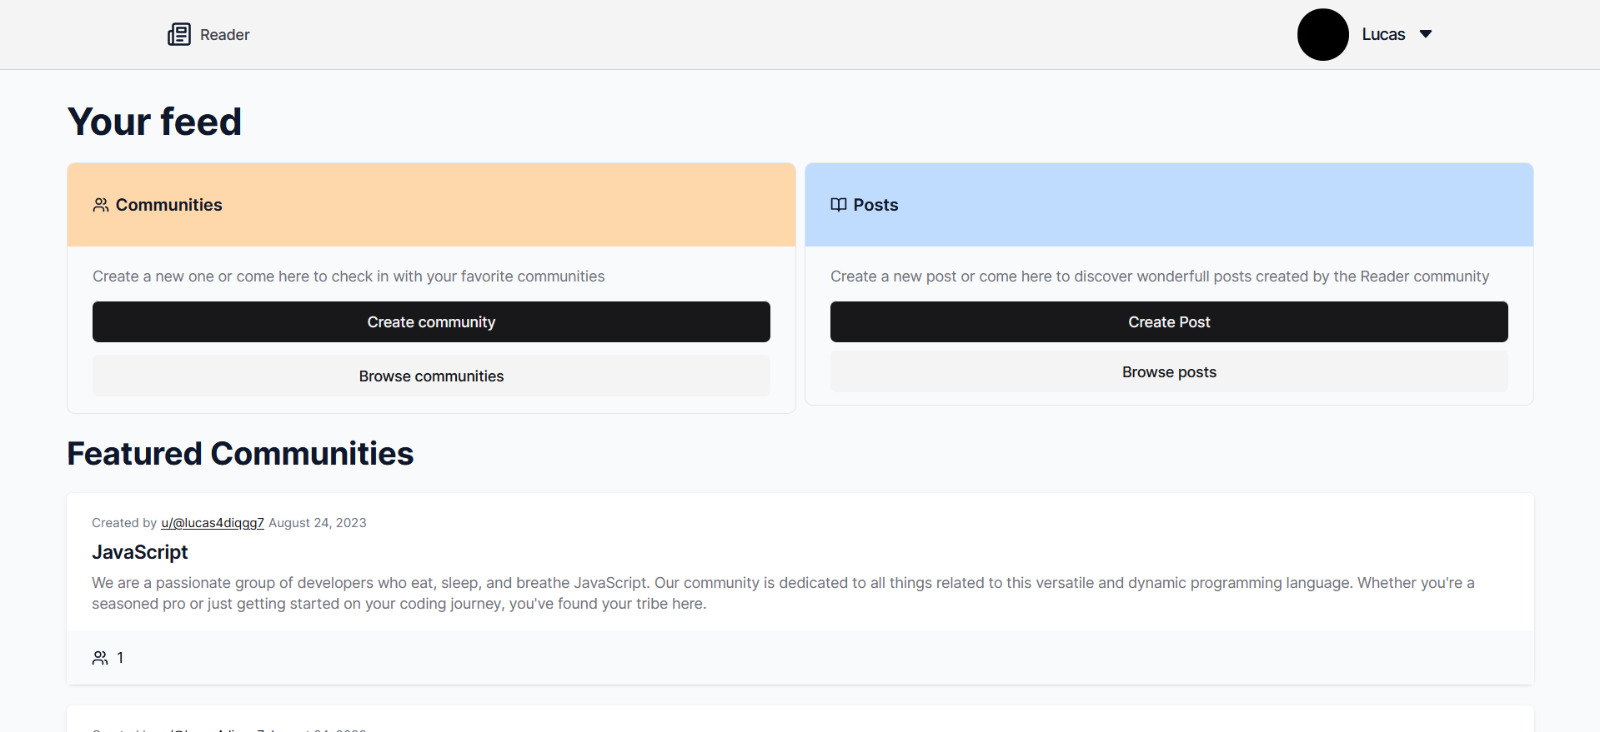 Reader
Lucas
Your feed
Communities
Create a new one or come here to check in with your favorite communities
Create community
Browse communities
Posts
Create a new post or come here to discover wonderfull posts created by the Reader community
Create Post
Browse posts
Featured Communities
Created by u/@lucas4diqgg7 August 24, 2023
JavaScript
We are a passionate group of developers who eat, sleep, and breathe JavaScript. Our community is dedicated to all things related to this versatile and dynamic programming language. Whether you're a
seasoned pro or just getting started on your coding journey, you've found your tribe here.
1